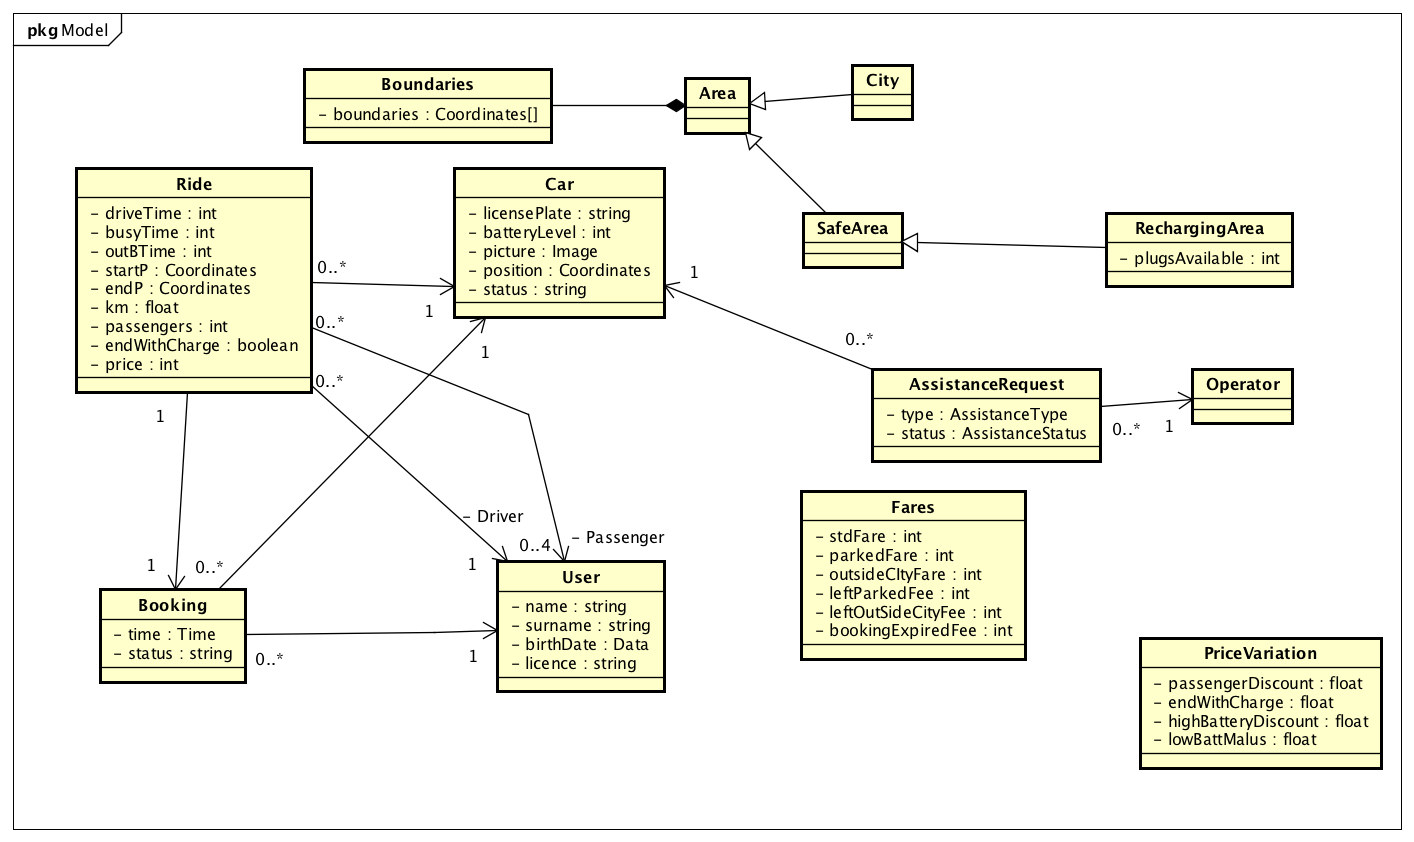 pkg Model
Boundaries
- boundaries : Coordinates[]
Area
City
Ride
- driveTime : int
- busyTime : int
- outBTime : int
- startP : Coordinates
- endP : Coordinates
- km : float
- passengers : int
- endWithCharge : boolean
- price : int
Car
- licensePlate : string
- batteryLevel : int
- picture : Image
- position : Coordinates
- status : string
SafeArea
RechargingArea
- plugsAvailable : int
0..*
1
0..*
0..*
1
1
0..*
AssistanceRequest
- type : AssistanceType
- status : AssistanceStatus
0..*
1
Operator
1
1
0..*
- Driver
1
0..4
- Passenger
Fares
- stdFare : int
- parkedFare : int
- outsideCItyFare : int
- leftParkedFee : int
- leftOutSideCityFee : int
- bookingExpiredFee : int
Booking
- time : Time
- status : string
0..*
1
User
- name : string
- surname : string
- birthDate : Data
- licence : string
PriceVariation
- passengerDiscount : float
- endWithCharge : float
- highBatteryDiscount : float
- lowBattMalus : float